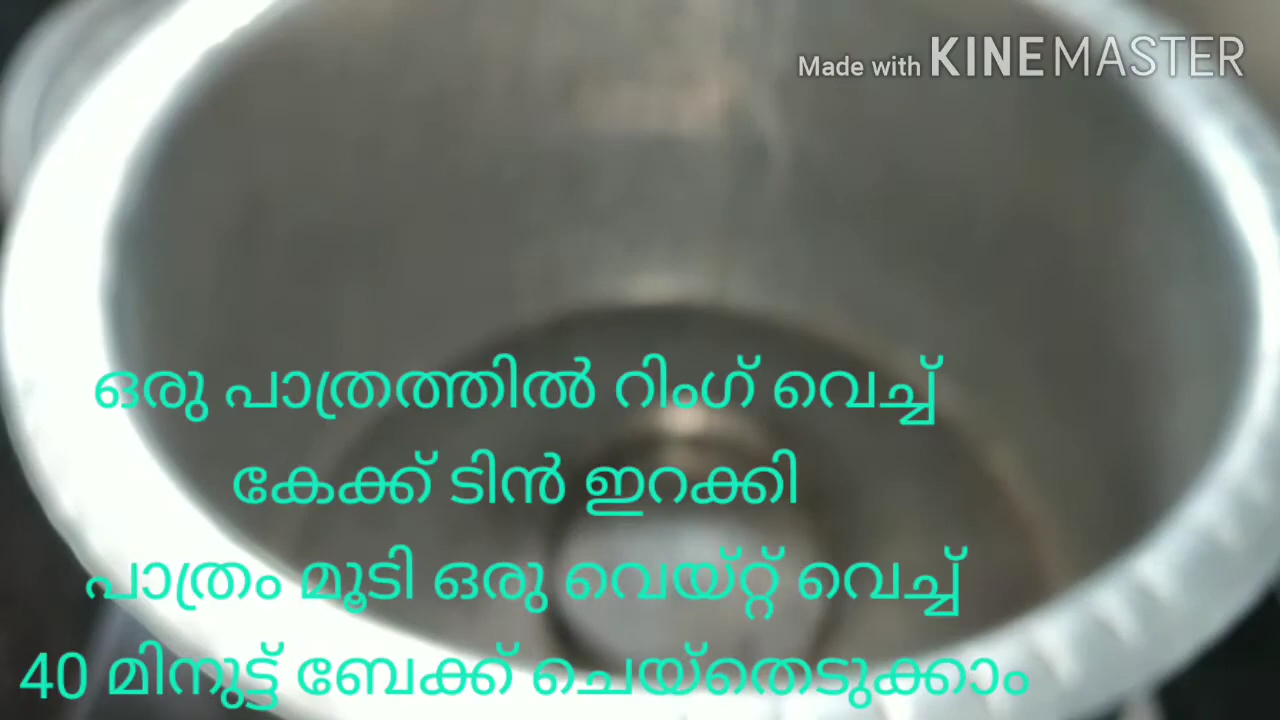 Made with KINEMASTER
ഒരു പാത്രത്തിൽ റിംഗ് വെച്ച്
കേക്ക് ടിൻ ഇറക്കി
പാത്രം മൂടി ഒരു വെയ്റ്റ് വെച്ച്
40 മിനുട്ട് ബേക്ക് ചെയ്തെടുക്കാം